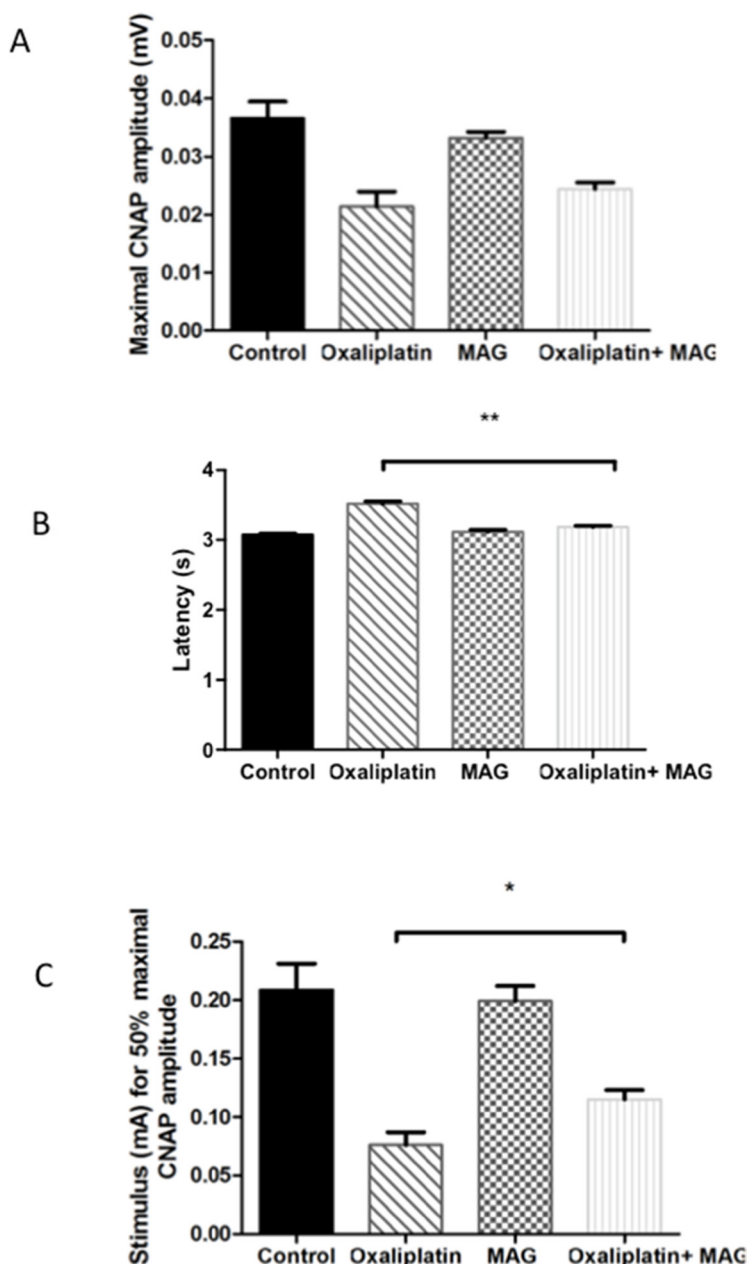 A
Maximal CNAP amplitude (mV)
0.05
0.04
0.03
0.02
0.01
0.00
Control Oxaliplatin MAG Oxaliplatin+ MAG
B
**
Latency (s)
4
3
2
1
0
Control Oxaliplatin MAG Oxaliplatin+ MAG
C
*
Stimulus (mA) for 50% maximal
CNAP amplitude
0.25
0.20
0.15
0.10
0.05
0.00
Control Oxaliplatin MAG Oxaliplatin+ MAG